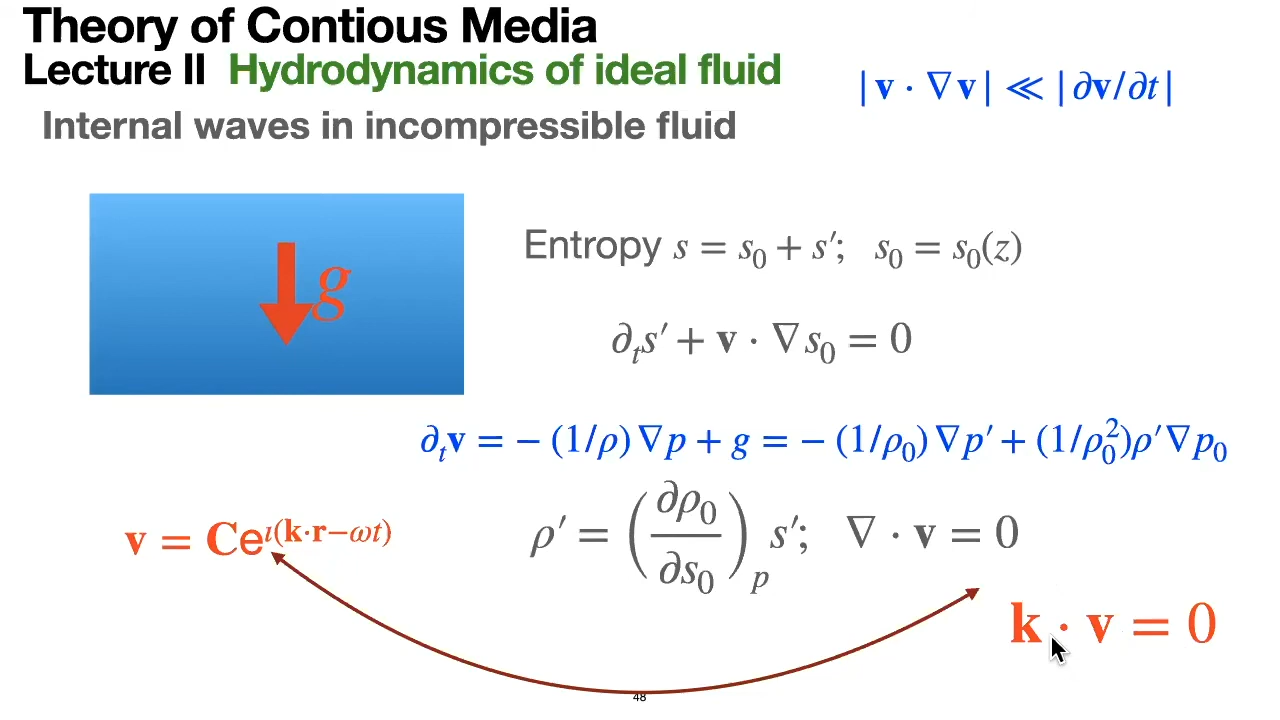 Theory of Contious Media
Lecture II Hydrodynamics of ideal fluid
|v · ∇v| ≪ |∂v/∂t|
Internal waves in incompressible fluid
g
Entropy s = s₀ + s′; s₀ = s₀(z)
∂ₜs′ + v · ∇s₀ = 0
∂ₜv = − (1/ρ) ∇p + g = − (1/ρ₀) ∇p′ + (1/ρ₀²)ρ′∇p₀
v = Ce^{ı(k·r−ωt)}
ρ′ = (∂ρ₀/∂s₀)ₚ s′; ∇ · v = 0
k · v = 0
48